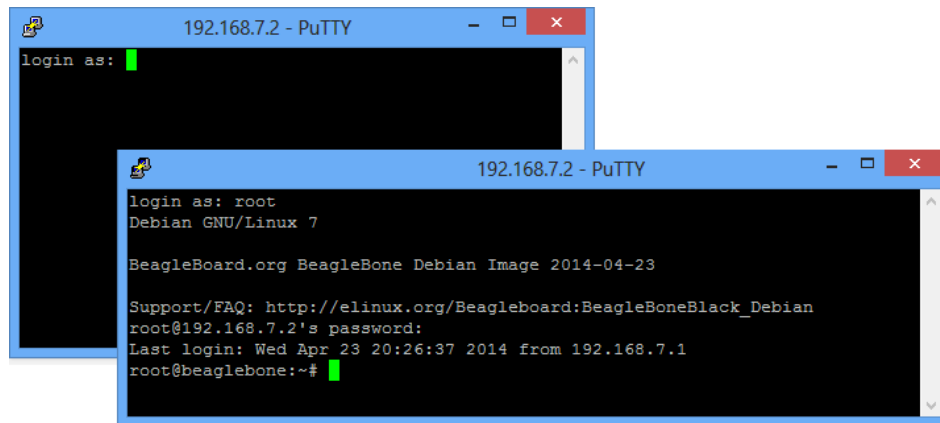 192.168.7.2 - PuTTY
login as:
192.168.7.2 - PuTTY
login as: root
Debian GNU/Linux 7
BeagleBoard.org BeagleBone Debian Image 2014-04-23
Support/FAQ: http://elinux.org/Beagleboard:BeagleBoneBlack_Debian
root@192.168.7.2's password:
Last login: Wed Apr 23 20:26:37 2014 from 192.168.7.1
root@beaglebone:~#